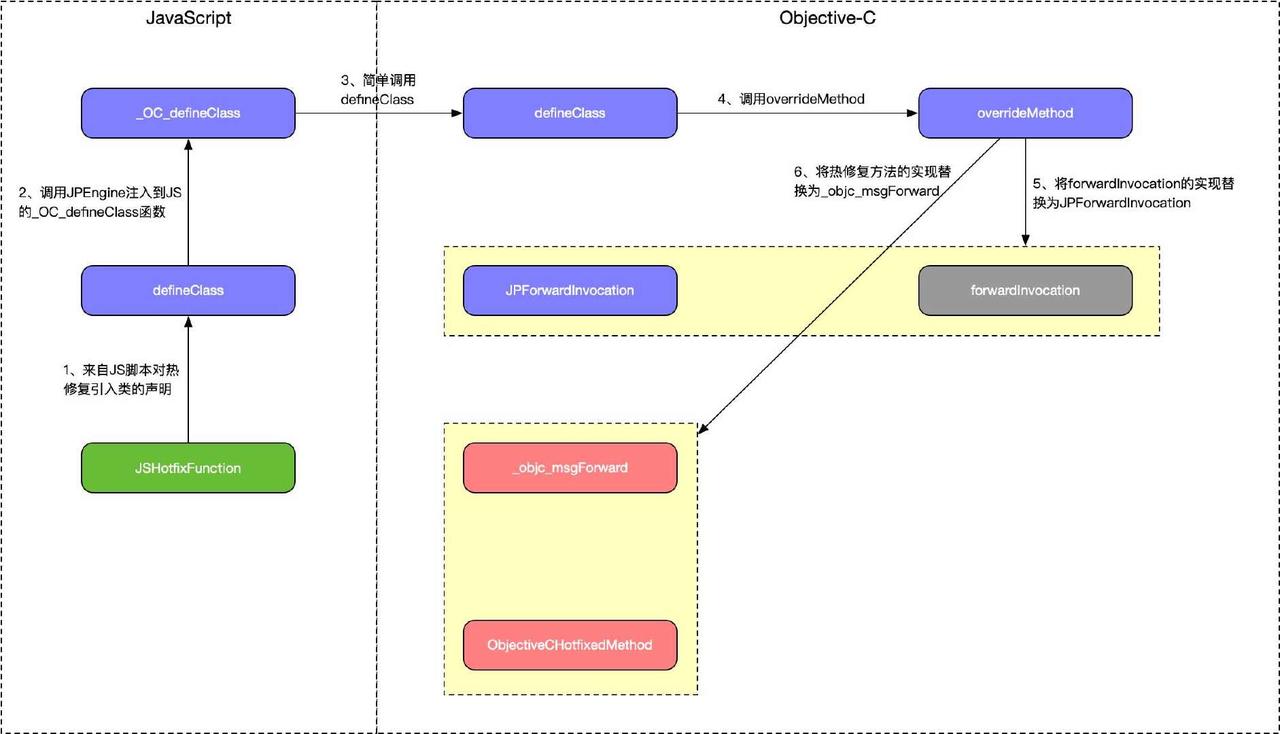 JavaScript
Objective-C
_OC_defineClass
3、简单调用
defineClass
defineClass
4、调用overrideMethod
overrideMethod
2、调用JPEngine注入到JS
的_OC_defineClass函数
6、将热修复方法的实现替
换为_objc_msgForward
5、将forwardInvocation的实现替
换为JPForwardInvocation
defineClass
JPForwardInvocation
forwardInvocation
1、来自JS脚本对热
修复引入类的声明
JSHotfixFunction
_objc_msgForward
ObjectiveCHotfixedMethod